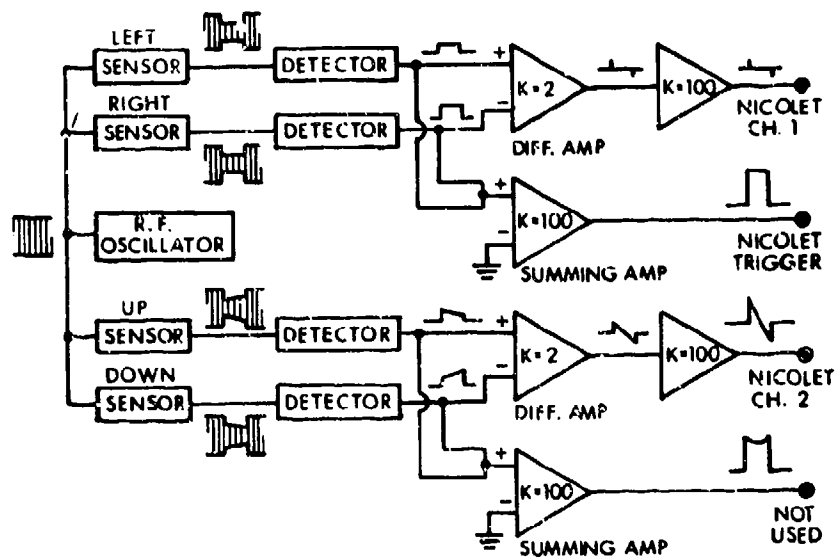 LEFT
SENSOR
DETECTOR
+
-
K=2
DIFF. AMP
K=100
NICOLET
CH. 1
RIGHT
SENSOR
DETECTOR
+
-
K=100
SUMMING AMP
NICOLET
TRIGGER
R.F.
OSCILLATOR
UP
SENSOR
DETECTOR
+
-
K=2
DIFF. AMP
K=100
NICOLET
CH. 2
DOWN
SENSOR
DETECTOR
+
-
K=100
SUMMING AMP
NOT
USED